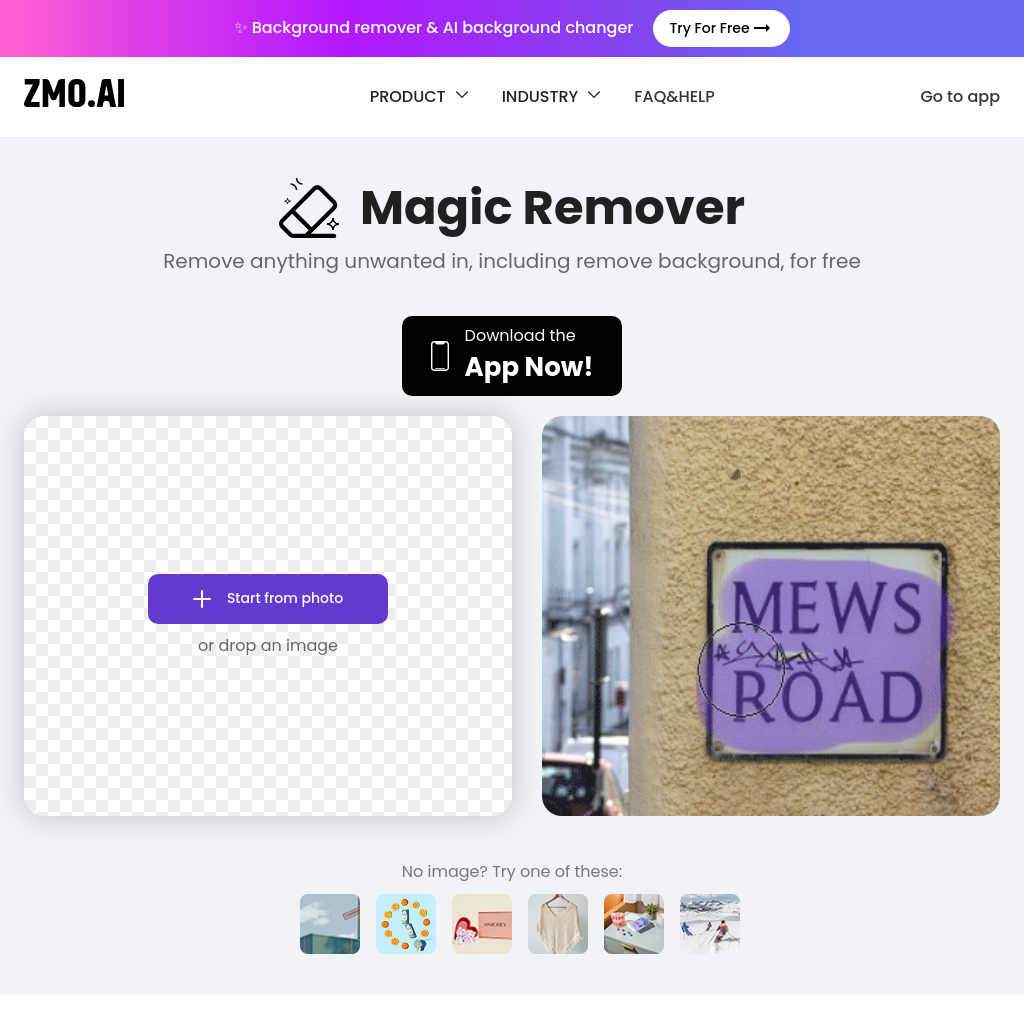 ✨ Background remover & AI background changer
Try For Free
ZMO.AI
PRODUCT
INDUSTRY
FAQ&HELP
Go to app
Magic Remover
Remove anything unwanted in, including remove background, for free
Download the
App Now!
Start from photo
or drop an image
MEWS
ROAD
No image? Try one of these: